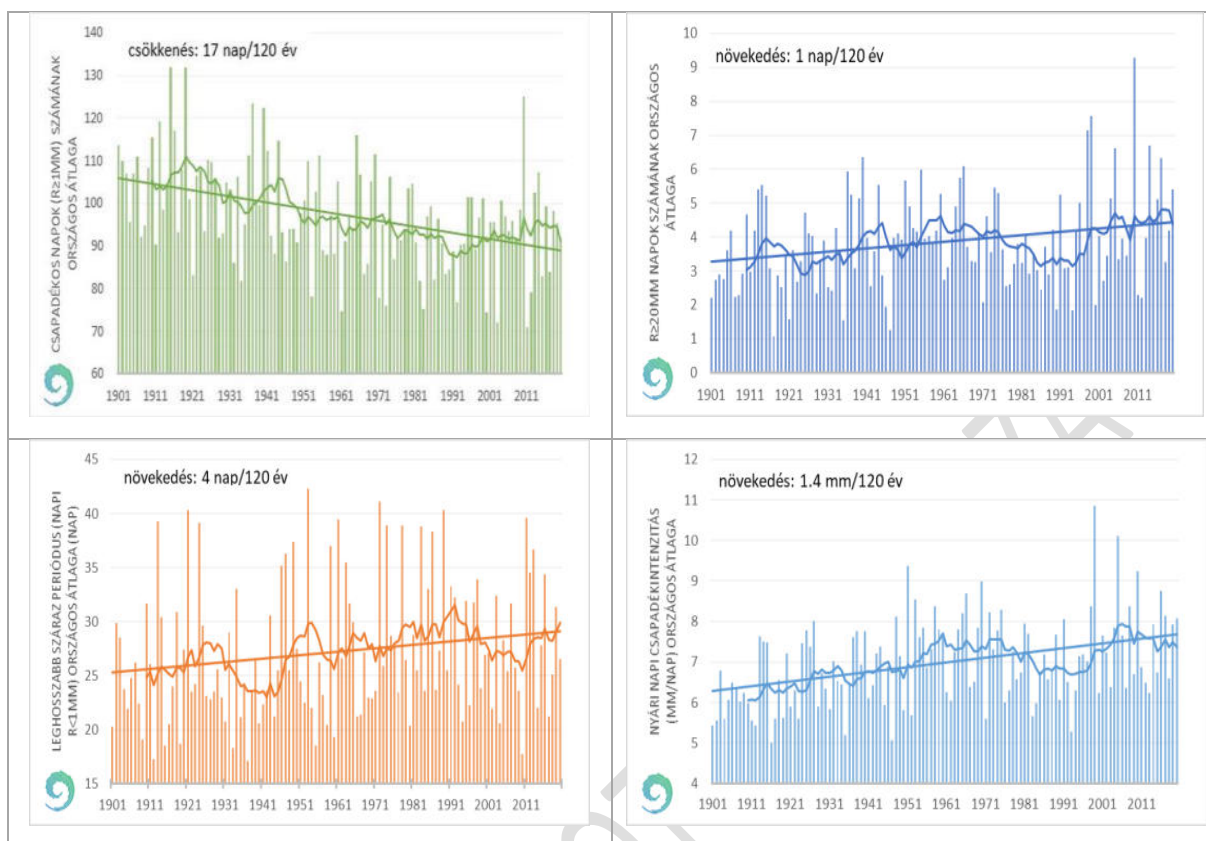 csökkenés: 17 nap/120 év
CSAPADÉKOS NAPOK (R≥1MM) SZÁMÁNAK
ORSZÁGOS ÁTLAGA
140
130
120
110
100
90
80
70
60
1901 1911 1921 1931 1941 1951 1961 1971 1981 1991 2001 2011
növekedés: 1 nap/120 év
R≥20MM NAPOK SZÁMÁNAK ORSZÁGOS
ÁTLAGA
10
9
8
7
6
5
4
3
2
1
0
1901 1911 1921 1931 1941 1951 1961 1971 1981 1991 2001 2011
növekedés: 4 nap/120 év
LEGHOSSZABB SZÁRAZ PERIÓDUS (NAPI
R<1MM) ORSZÁGOS ÁTLAGA (NAP)
45
40
35
30
25
20
15
1901 1911 1921 1931 1941 1951 1961 1971 1981 1991 2001 2011
növekedés: 1.4 mm/120 év
NYÁRI NAPI CSAPADÉKINTENZITÁS
(MM/NAP) ORSZÁGOS ÁTLAGA
12
11
10
9
8
7
6
5
4
1901 1911 1921 1931 1941 1951 1961 1971 1981 1991 2001 2011